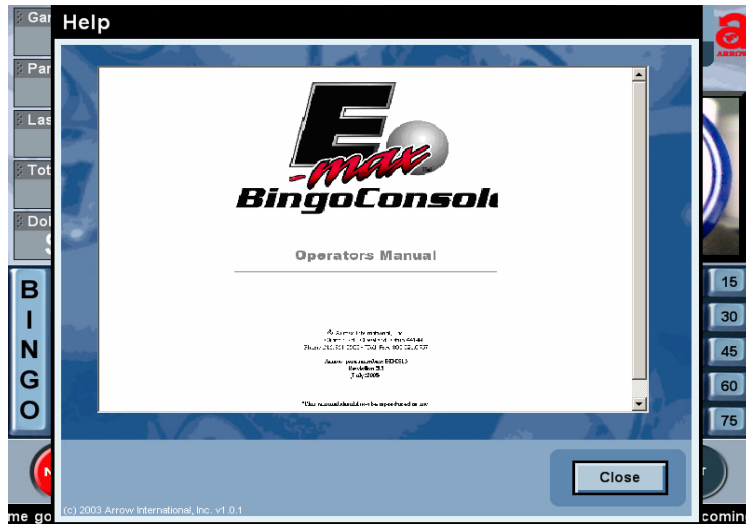 Help
E
-max
BingoConsole
Operators Manual
Close
(c) 2003 Arrow International, Inc. v1.0.1
Gar
Par
Las
Tot
Dol
B
I
N
G
O
15
30
45
60
75
ARROW
me go
comin